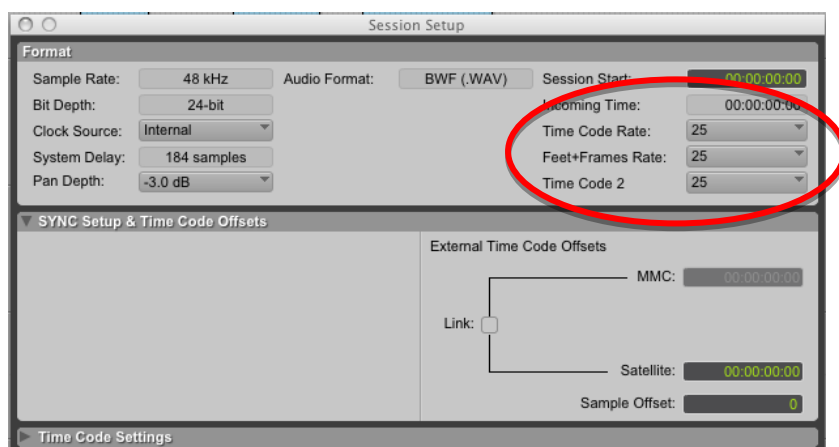 Session Setup
Format
Sample Rate: 48 kHz Audio Format: BWF (.WAV) Session Start: 00:00:00:00
Bit Depth: 24-bit Incoming Time: 00:00:00:00
Clock Source: Internal Time Code Rate: 25
System Delay: 184 samples Feet+Frames Rate: 25
Pan Depth: -3.0 dB Time Code 2 25
SYNC Setup & Time Code Offsets
External Time Code Offsets
MMC: 00:00:00:00
Link:
Satellite: 00:00:00:00
Sample Offset: 0
Time Code Settings